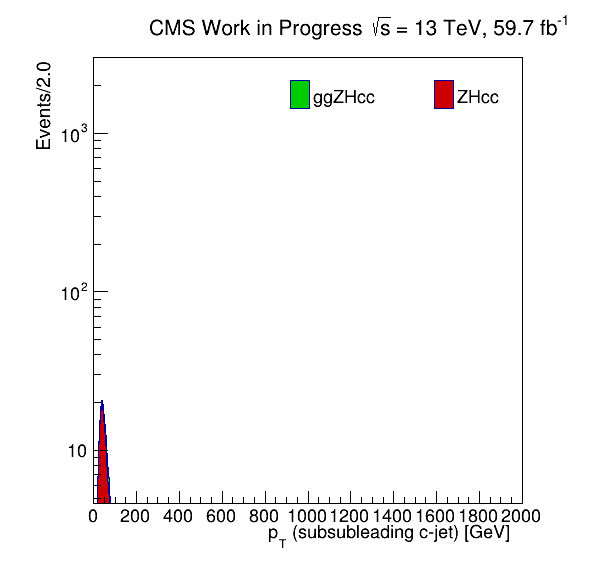 CMS Work in Progress √s = 13 TeV, 59.7 fb⁻¹
Events/2.0
ggZHcc ZHcc
10³
10²
10
0 200 400 600 800 1000 1200 1400 1600 1800 2000
p_T (subsubleading c-jet) [GeV]